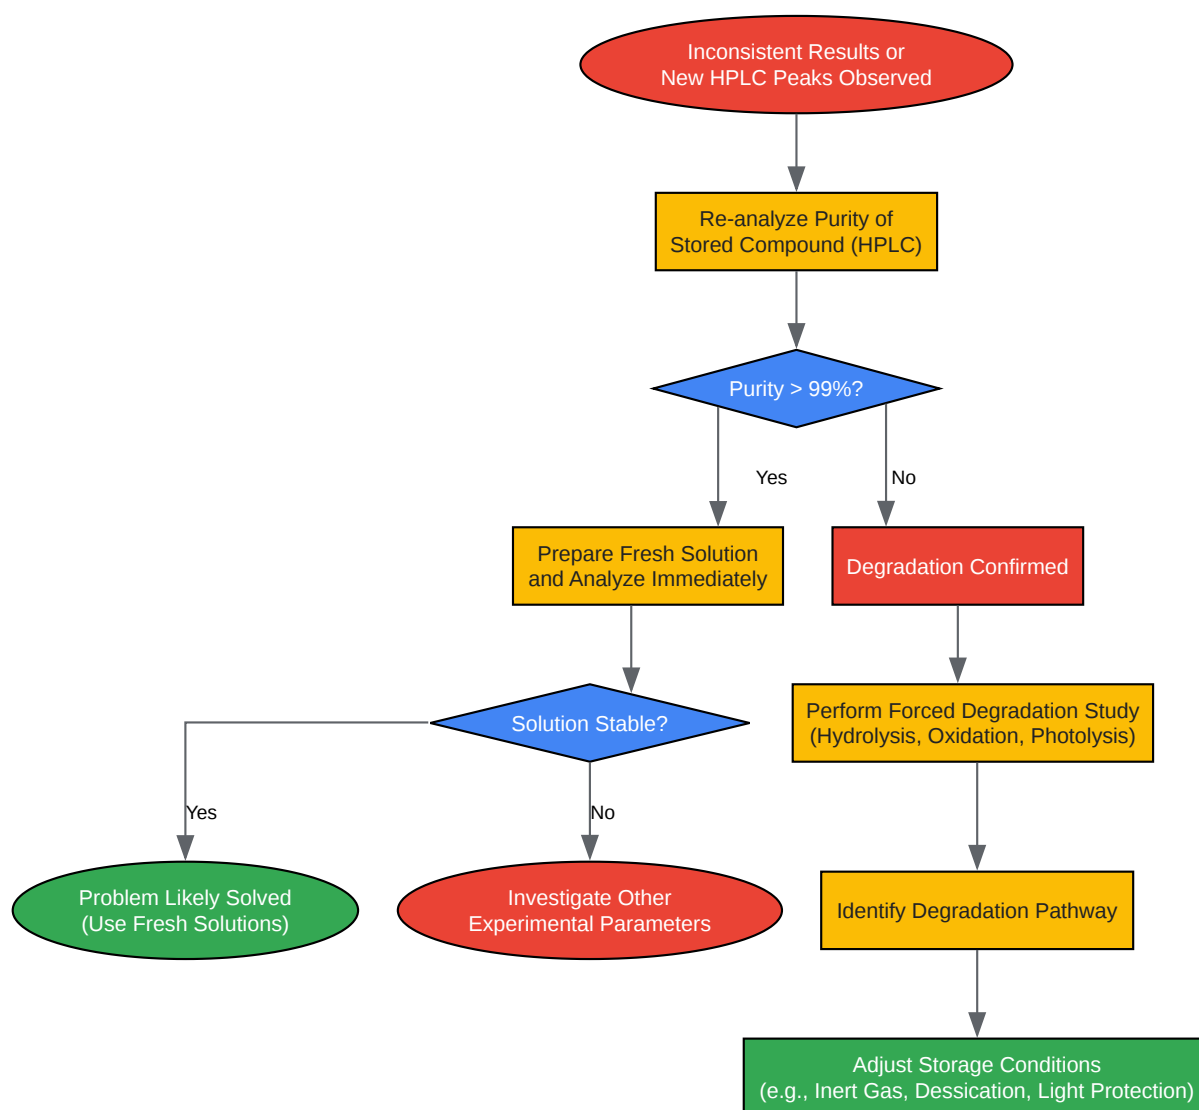 Inconsistent Results or
New HPLC Peaks Observed
Re-analyze Purity of
Stored Compound (HPLC)
Purity > 99%?
Yes
No
Prepare Fresh Solution
and Analyze Immediately
Degradation Confirmed
Solution Stable?
Perform Forced Degradation Study
(Hydrolysis, Oxidation, Photolysis)
Yes
No
Problem Likely Solved
(Use Fresh Solutions)
Investigate Other
Experimental Parameters
Identify Degradation Pathway
Adjust Storage Conditions
(e.g., Inert Gas, Dessication, Light Protection)